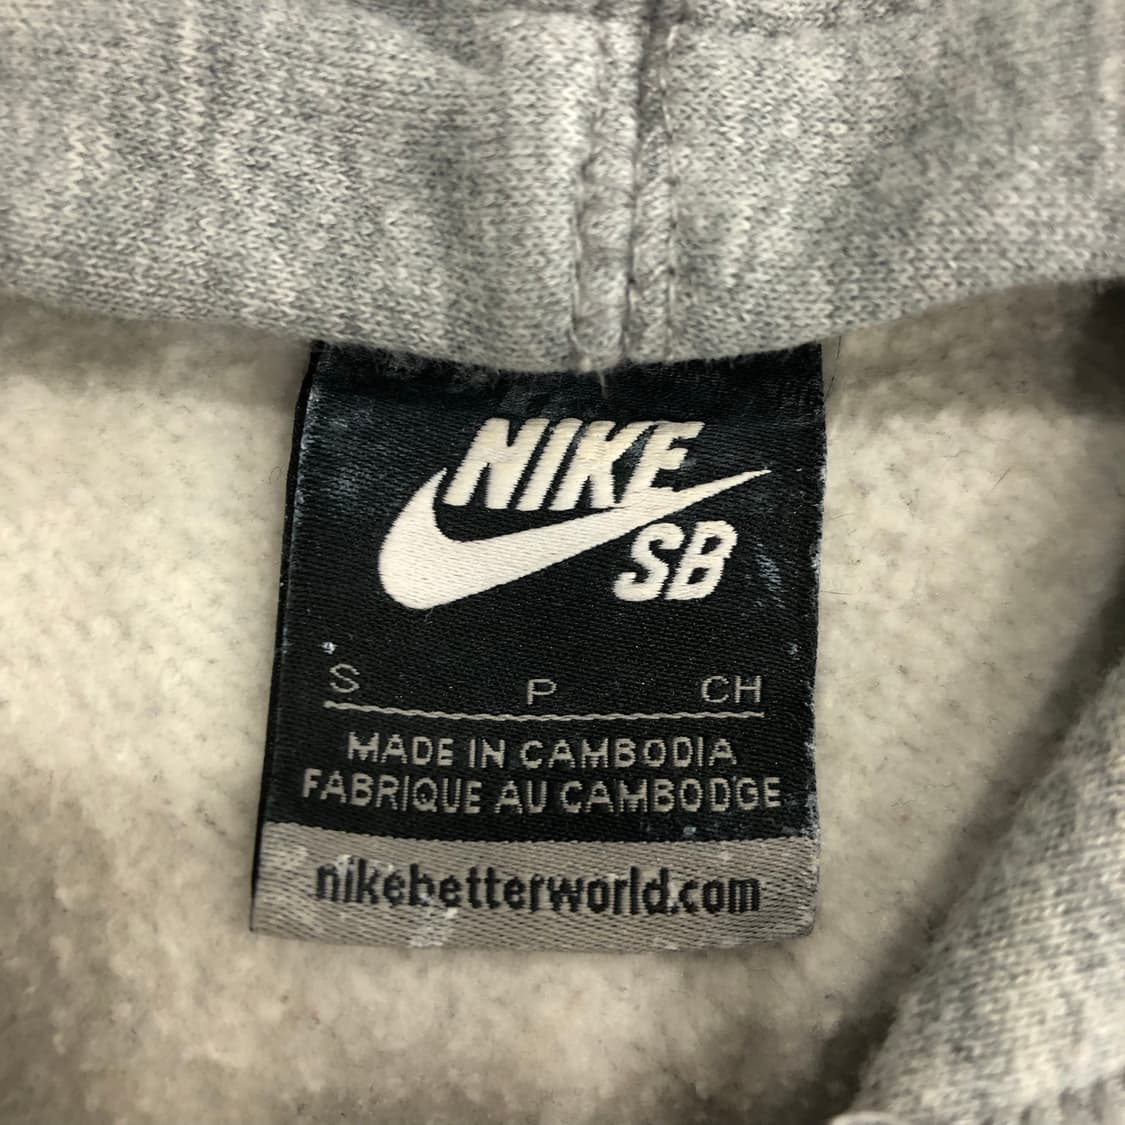 NIKE
SB
S P CH
MADE IN CAMBODIA
FABRIQUE AU CAMBODGE
nikebetterworld.com